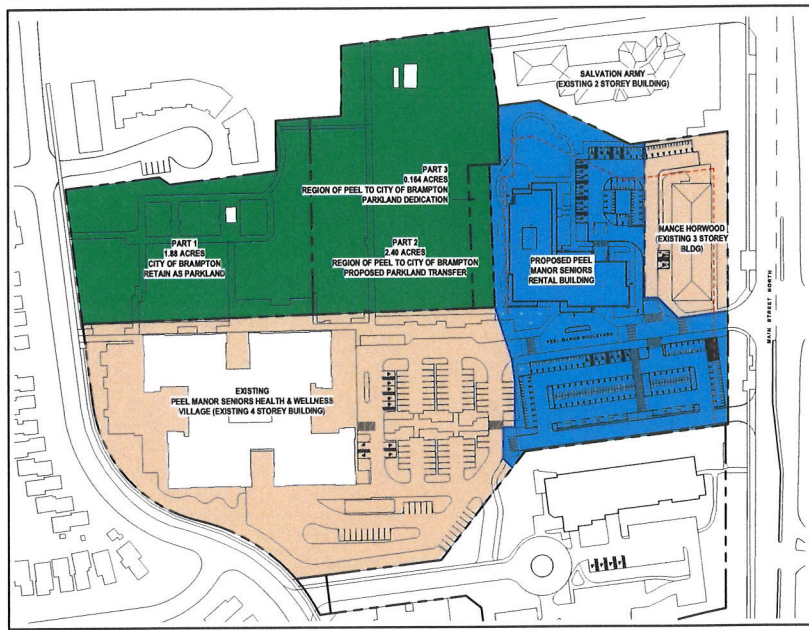 SALVATION ARMY
(EXISTING 2 STOREY BUILDING)
PART 3
0.164 ACRES
REGION OF PEEL TO CITY OF BRAMPTON
PARKLAND DEDICATION
PART 1
1.88 ACRES
CITY OF BRAMPTON
RETAIN AS PARKLAND
PART 2
2.40 ACRES
REGION OF PEEL TO CITY OF BRAMPTON
PROPOSED PARKLAND TRANSFER
PROPOSED PEEL
MANOR SENIORS
RENTAL BUILDING
NANCE HORWOOD
(EXISTING 3 STOREY
BLDG)
MAIN STREET NORTH
PEEL MANOR BOULEVARD
EXISTING
PEEL MANOR SENIORS HEALTH & WELLNESS
VILLAGE (EXISTING 4 STOREY BUILDING)